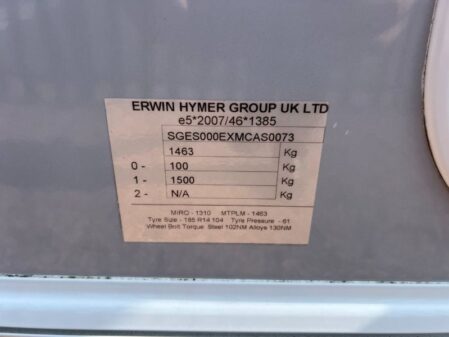 ERWIN HYMER GROUP UK LTD
e5*2007/46*1385
SGES000EXMCAS0073
1463 Kg
0 - 100 Kg
1 - 1500 Kg
2 - N/A Kg
MIRO - 1310 MTPLM - 1463
Tyre Size - 185 R14 104 Tyre Pressure - 61
Wheel Bolt Torque: Steel 102NM Alloys 130NM